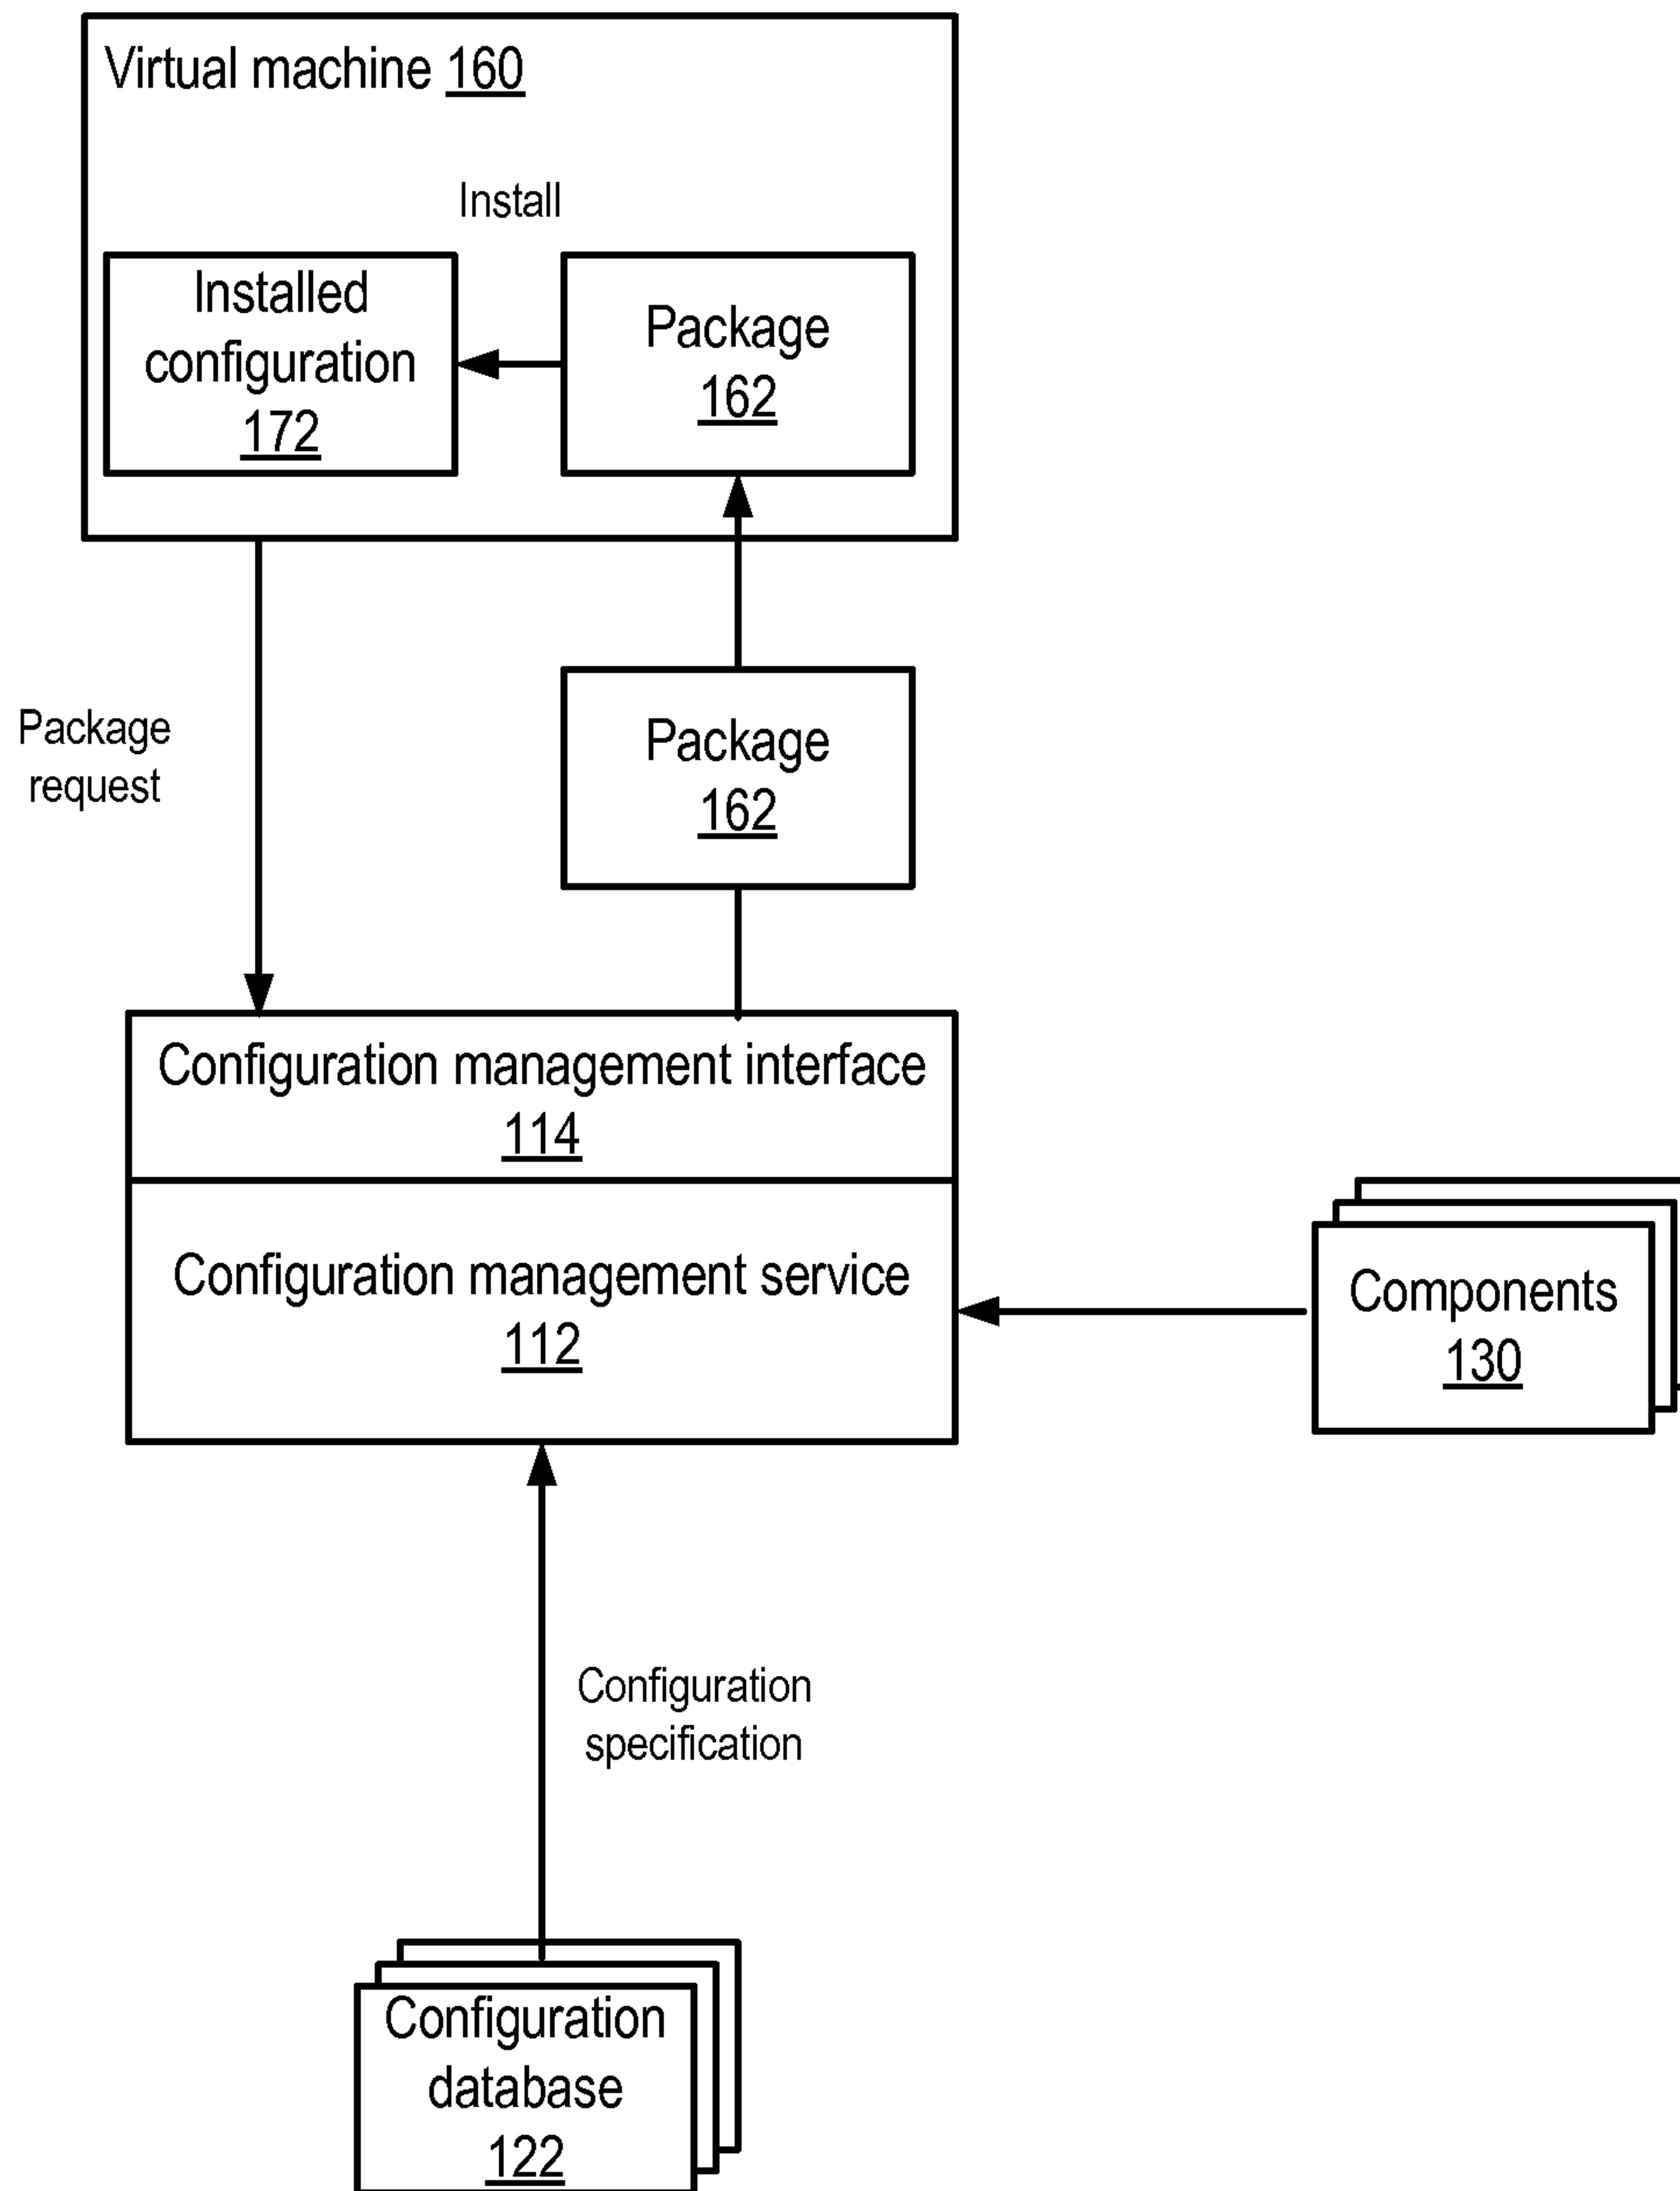 Virtual machine 160
Install
Installed
configuration
172
Package
162
Package
request
Package
162
Configuration management interface
114
Configuration management service
112
Components
130
Configuration
specification
Configuration
database
122